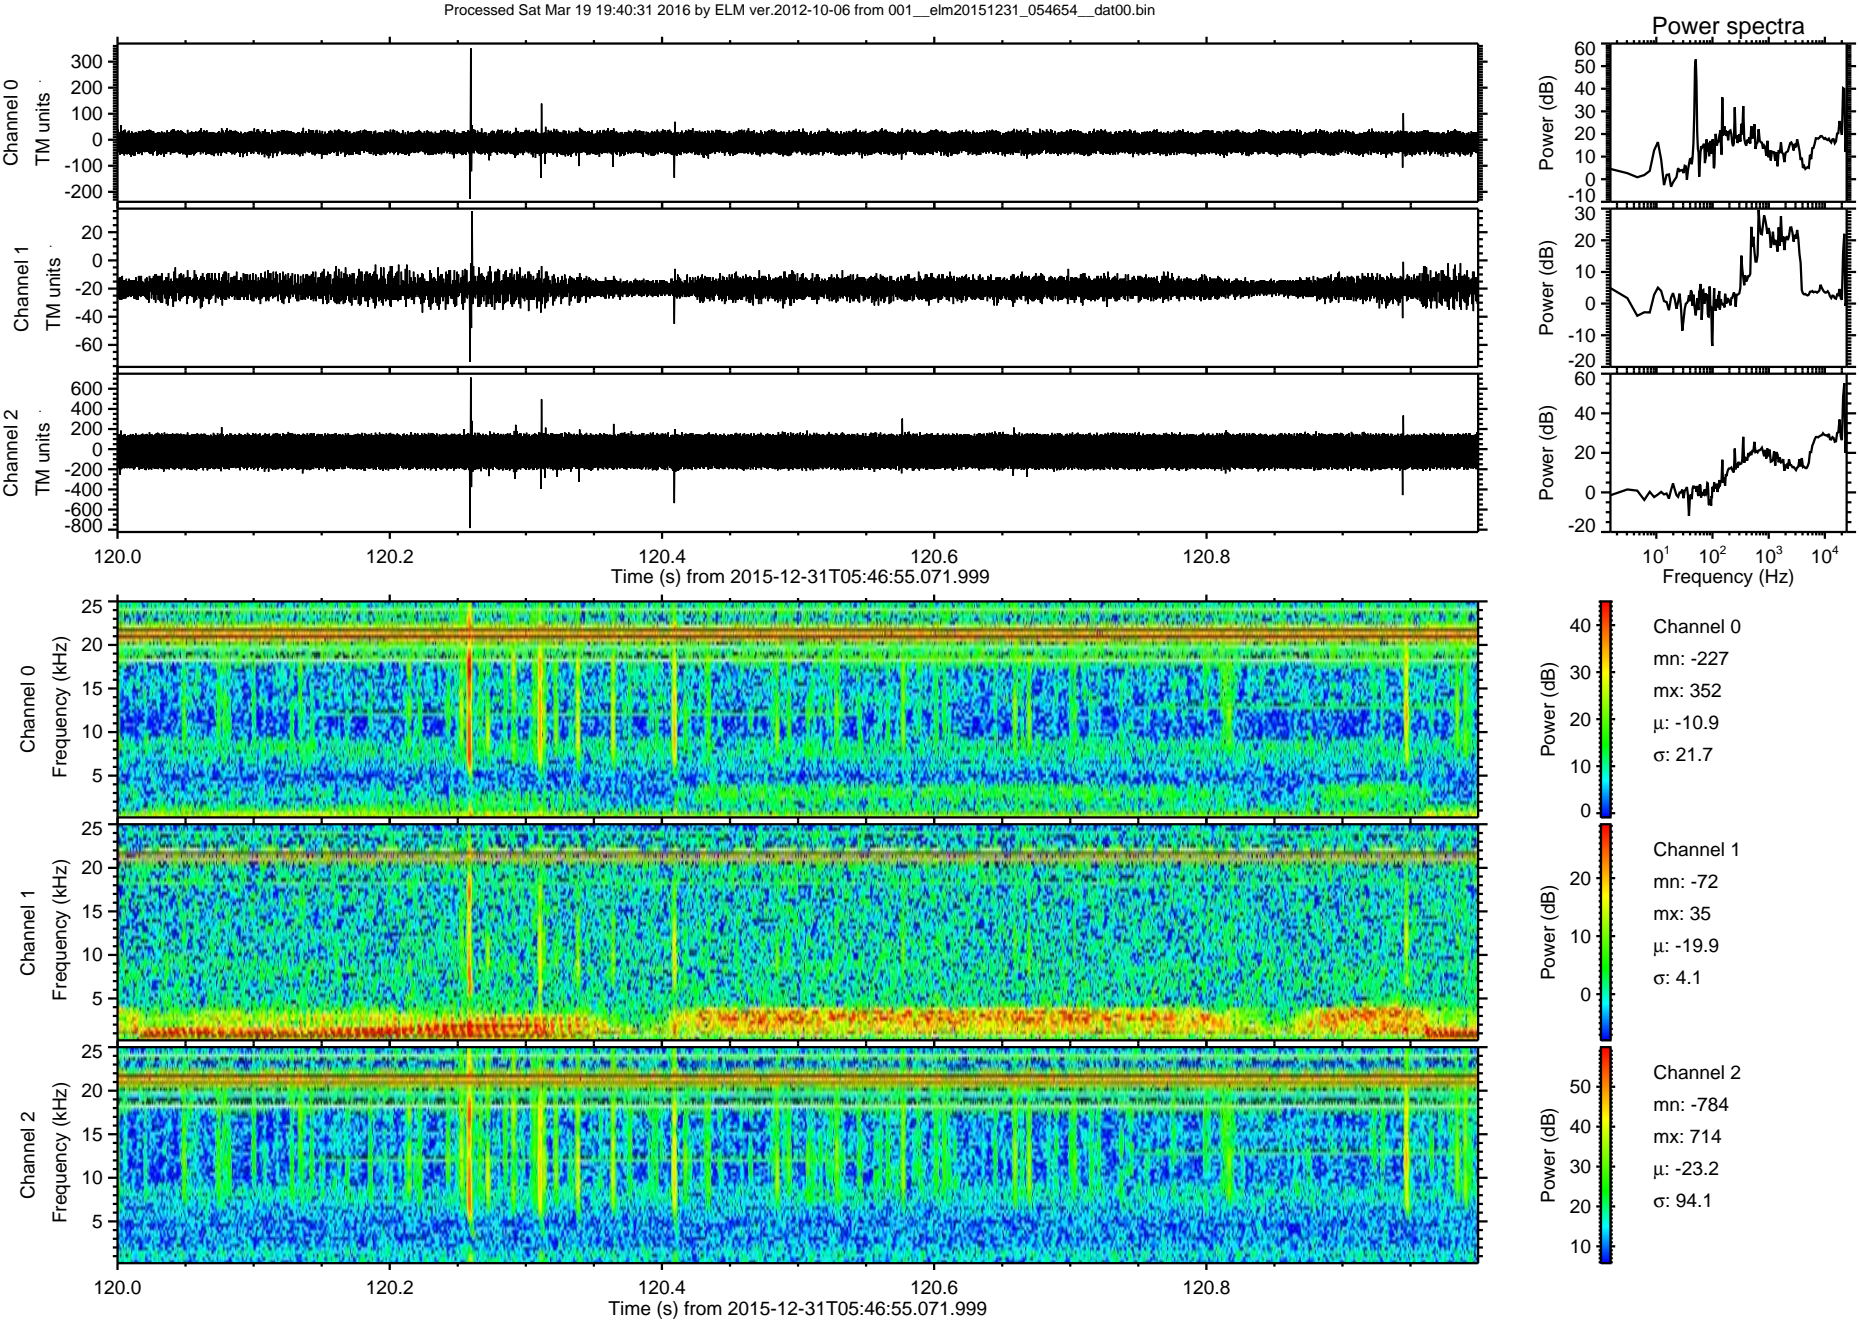 Processed Sat Mar 19 19:40:31 2016 by ELM ver.2012-10-06 from 001__elm20151231_054654__dat00.bin
Power spectra
Channel 0
TM units
300
200
100
0
-100
-200
Power (dB)
60
50
40
30
20
10
0
-10
Channel 1
TM units
20
0
-20
-40
-60
Power (dB)
30
20
10
0
-10
-20
Channel 2
TM units
600
400
200
0
-200
-400
-600
-800
Power (dB)
60
40
20
0
-20
120.0 120.2 120.4 120.6 120.8
Time (s) from 2015-12-31T05:46:55.071.999
10^1 10^2 10^3 10^4
Frequency (Hz)
Channel 0
Frequency (kHz)
25
20
15
10
5
Power (dB)
40
30
20
10
0
Channel 0
mn: -227
mx: 352
μ: -10.9
σ: 21.7
Channel 1
Frequency (kHz)
25
20
15
10
5
Power (dB)
20
10
0
Channel 1
mn: -72
mx: 35
μ: -19.9
σ: 4.1
Channel 2
Frequency (kHz)
25
20
15
10
5
Power (dB)
50
40
30
20
10
Channel 2
mn: -784
mx: 714
μ: -23.2
σ: 94.1
120.0 120.2 120.4 120.6 120.8
Time (s) from 2015-12-31T05:46:55.071.999